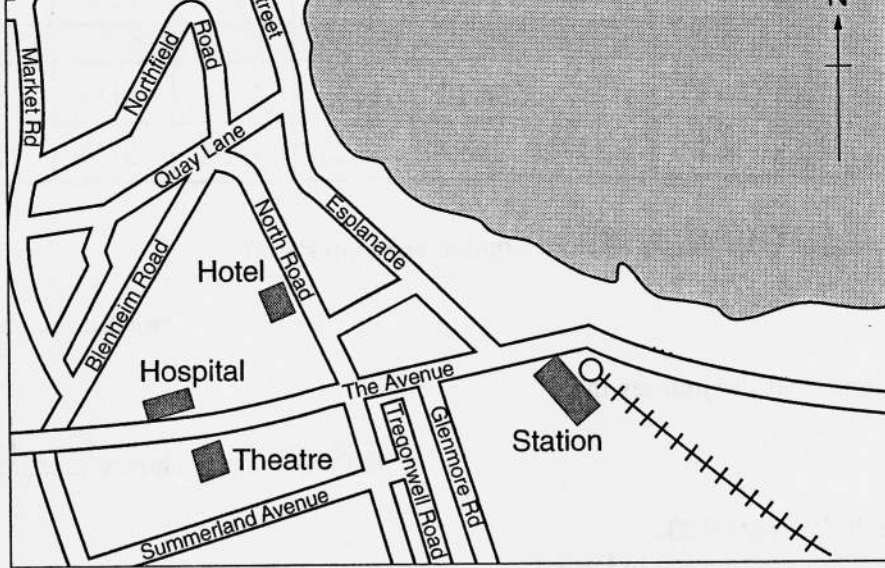 N
Street
Market Rd
Northfield
Road
Quay Lane
Esplanade
North Road
Blenheim Road
Hotel
Hospital
The Avenue
Station
Theatre
Tregonwell Road
Glenmore Rd
Summerland Avenue